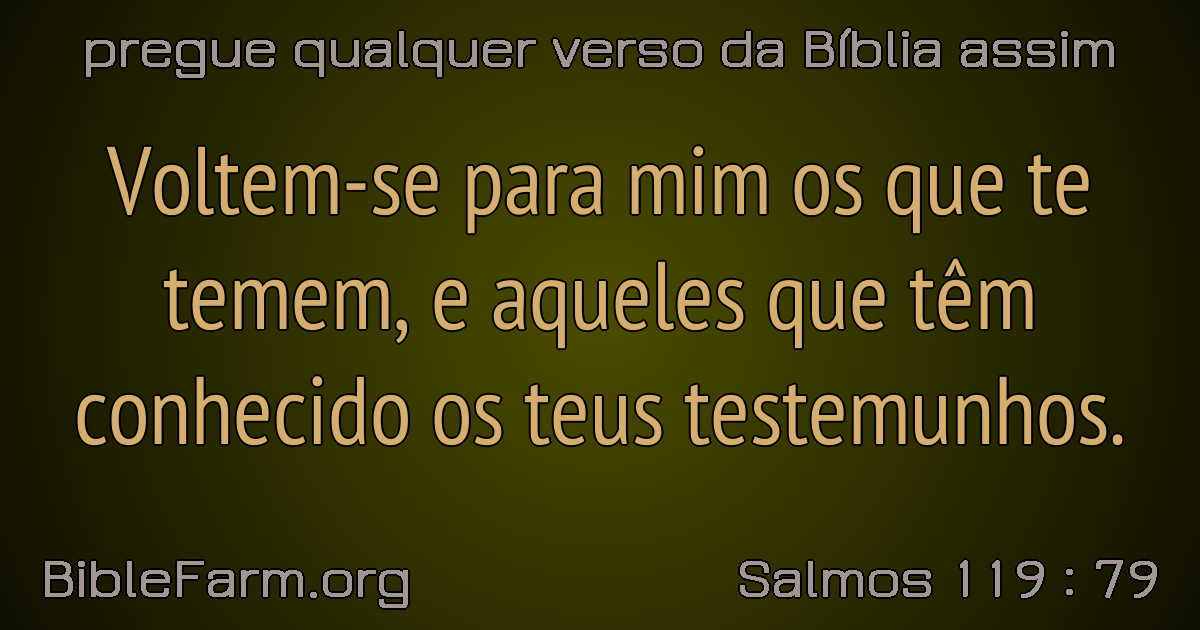 pregue qualquer verso da Bíblia assim
Voltem-se para mim os que te
temem, e aqueles que têm
conhecido os teus testemunhos.
BibleFarm.org
Salmos 119 : 79